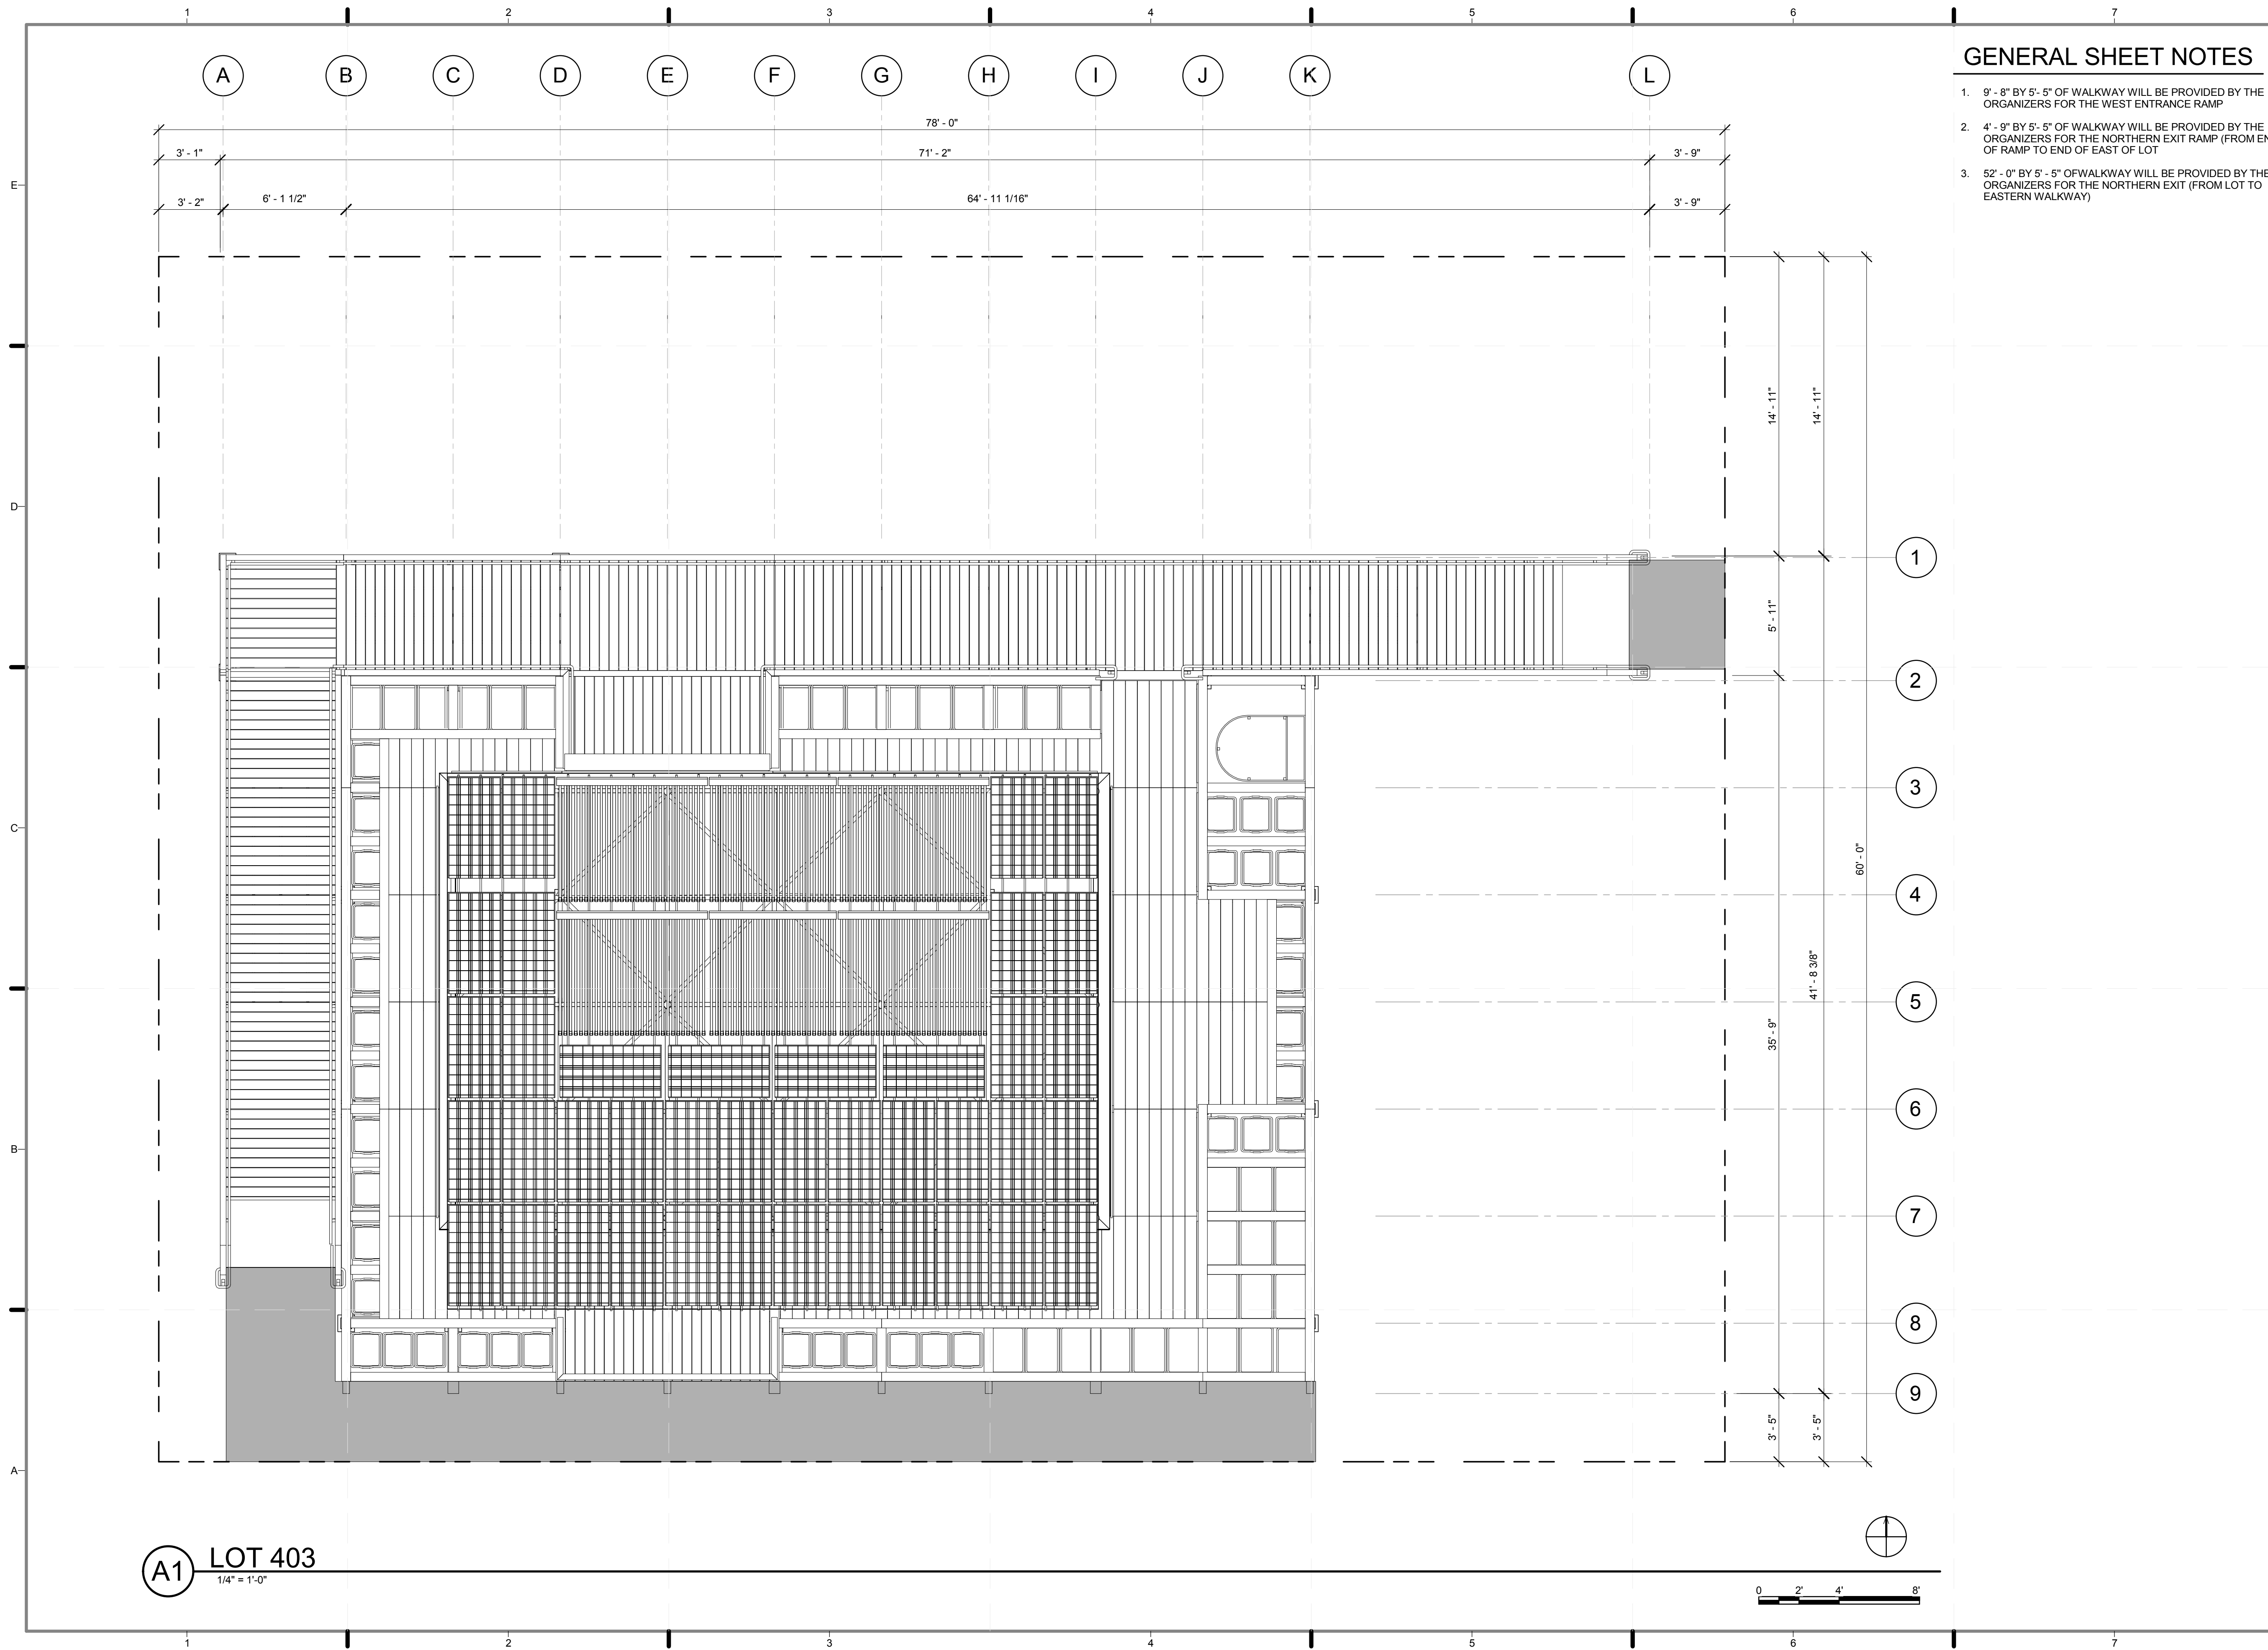 1 2 3 4 5 6 7
A B C D E F G H I J K L
GENERAL SHEET NOTES
1. 9' - 8" BY 5'- 5" OF WALKWAY WILL BE PROVIDED BY THE
ORGANIZERS FOR THE WEST ENTRANCE RAMP
2. 4' - 9" BY 5'- 5" OF WALKWAY WILL BE PROVIDED BY THE
ORGANIZERS FOR THE NORTHERN EXIT RAMP (FROM
OF RAMP TO END OF EAST OF LOT
3. 52' - 0" BY 5' - 5" OFWALKWAY WILL BE PROVIDED BY THE
ORGANIZERS FOR THE NORTHERN EXIT (FROM LOT TO
EASTERN WALKWAY)
78' - 0"
3' - 1" 71' - 2" 3' - 9"
3' - 2" 6' - 1 1/2" 64' - 11 1/16" 3' - 9"
E
D
C
B
A
14' - 11"
14' - 11"
5' - 11"
60' - 0"
41' - 8 3/8"
35' - 9"
3' - 5"
3' - 5"
1
2
3
4
5
6
7
8
9
A1 LOT 403
1/4" = 1'-0"
0 2' 4' 8'
1 2 3 4 5 6 7